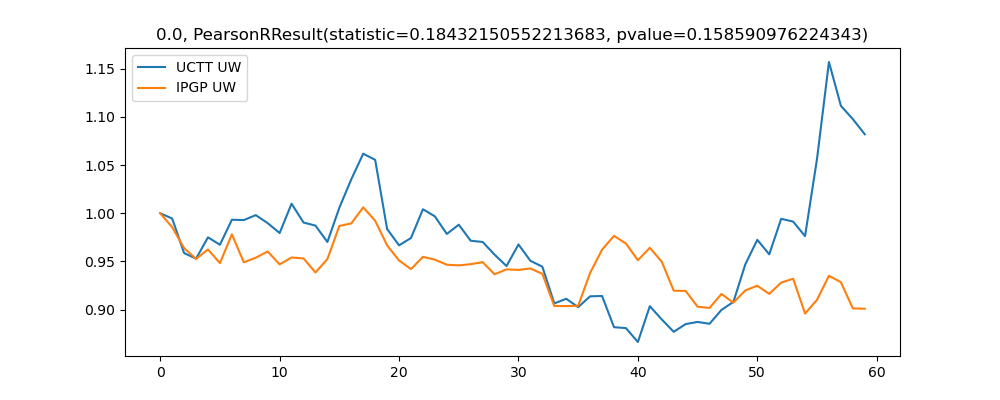 0.0, PearsonRResult(statistic=0.18432150552213683, pvalue=0.158590976224343)
UCTT UW
IPGP UW
1.15
1.10
1.05
1.00
0.95
0.90
0 10 20 30 40 50 60